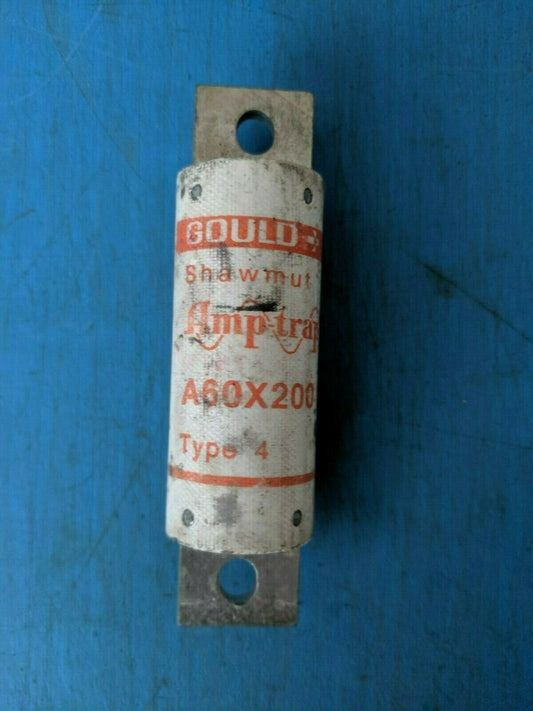 GOULD
Shawmut
Amp-trap
A60X200
Type 4